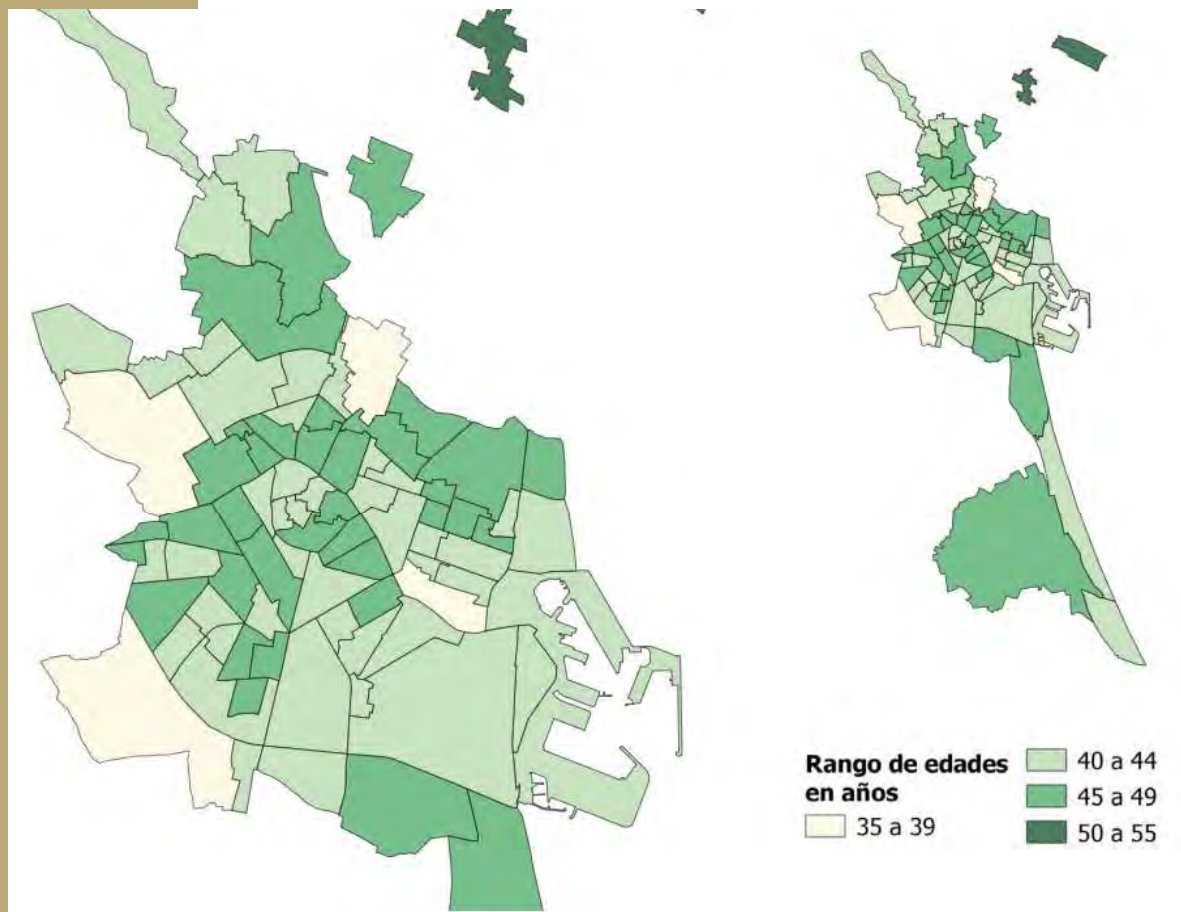 Rango de edades
en años
35 a 39
40 a 44
45 a 49
50 a 55